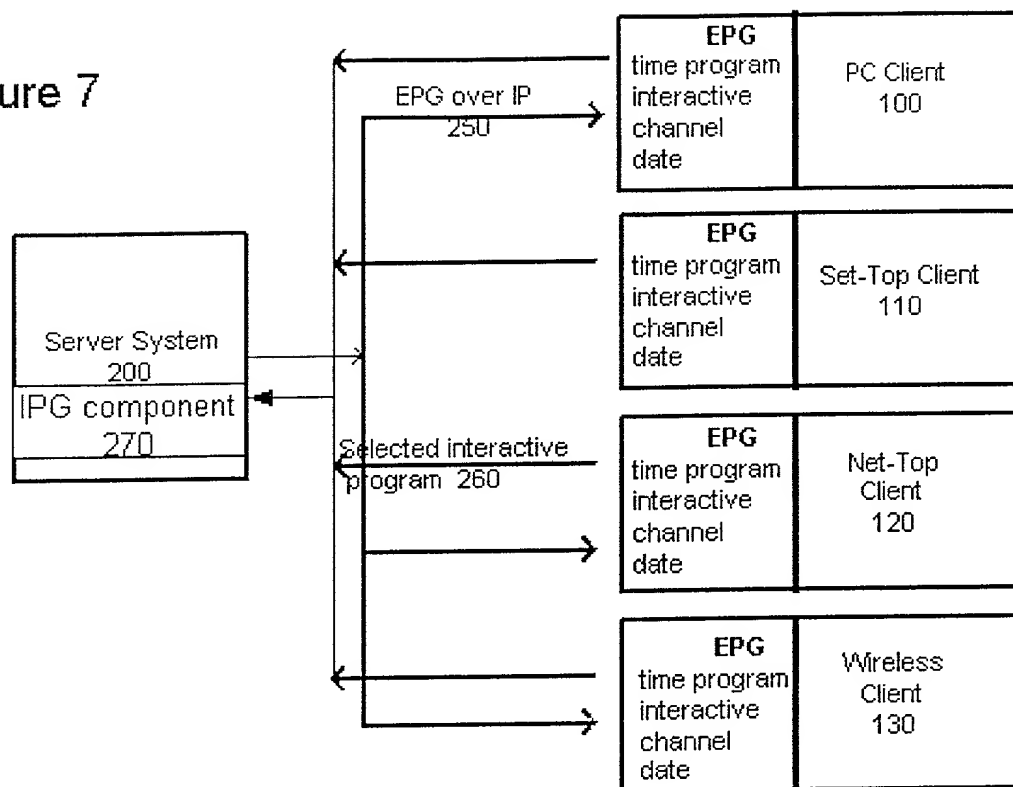 ure 7
EPG over IP
250
Server System
200
IPG component
270
Selected interactive
program 260
EPG
time program
interactive
channel
date
PC Client
100
EPG
time program
interactive
channel
date
Set-Top Client
110
EPG
time program
interactive
channel
date
Net-Top
Client
120
EPG
time program
interactive
channel
date
Wireless
Client
130